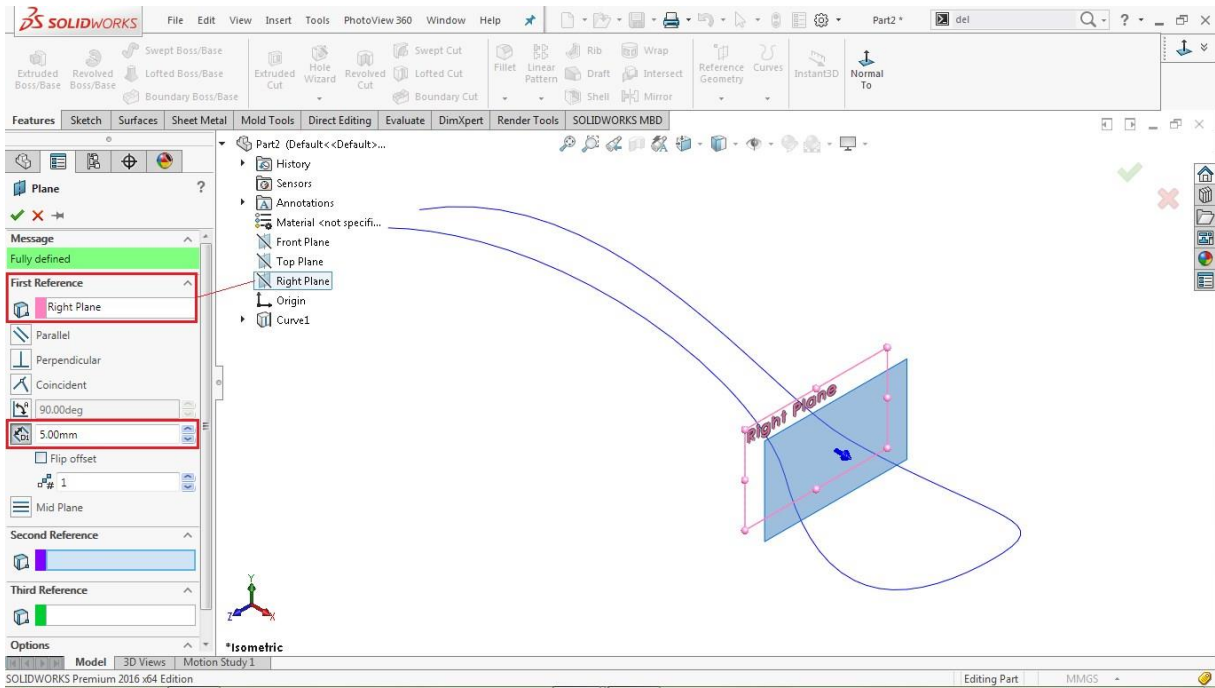 SOLIDWORKS File Edit View Insert Tools PhotoView 360 Window Help Part2 * del
Extruded Boss/Base
Revolved Boss/Base
Swept Boss/Base
Lofted Boss/Base
Boundary Boss/Base
Extruded Cut
Hole Wizard
Revolved Cut
Swept Cut
Lofted Cut
Boundary Cut
Fillet
Linear Pattern
Rib
Draft
Shell
Wrap
Intersect
Mirror
Reference Geometry
Curves
Instant3D
Normal To
Features Sketch Surfaces Sheet Metal Mold Tools Direct Editing Evaluate DimXpert Render Tools SOLIDWORKS MBD
Plane ?
Message
Fully defined
First Reference
Right Plane
Parallel
Perpendicular
Coincident
90.00deg
5.00mm
Flip offset
# 1
Mid Plane
Second Reference
Third Reference
Options
Part2 (Default<<Default>...
History
Sensors
Annotations
Material <not specifi...
Front Plane
Top Plane
Right Plane
Origin
Curve1
Right Plane
Y
Z
X
*Isometric
Model 3D Views Motion Study 1
SOLIDWORKS Premium 2016 x64 Edition Editing Part MMGS